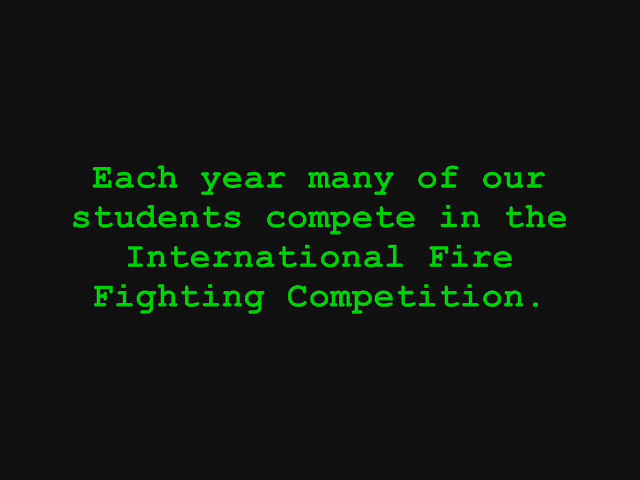 Each year many of our
students compete in the
International Fire
Fighting Competition.